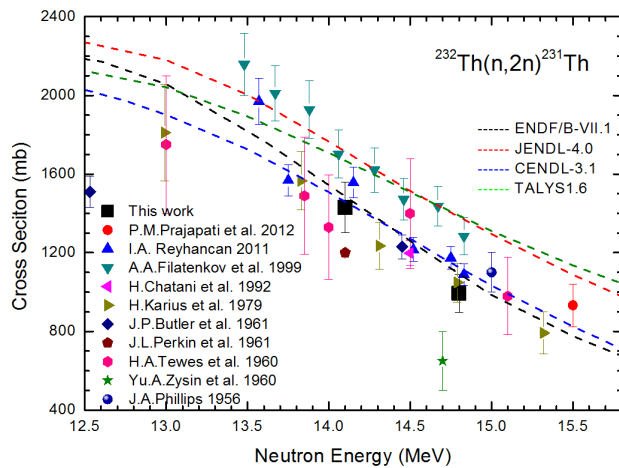 2400
2000
1600
1200
800
400
Cross Seciton (mb)
²³²Th(n,2n)²³¹Th
ENDF/B-VII.1
JENDL-4.0
CENDL-3.1
TALYS1.6
This work
P.M.Prajapati et al. 2012
I.A. Reyhancan 2011
A.A.Filatenkov et al. 1999
H.Chatani et al. 1992
H.Karius et al. 1979
J.P.Butler et al. 1961
J.L.Perkin et al. 1961
H.A.Tewes et al. 1960
Yu.A.Zysin et al. 1960
J.A.Phillips 1956
12.5 13.0 13.5 14.0 14.5 15.0 15.5
Neutron Energy (MeV)